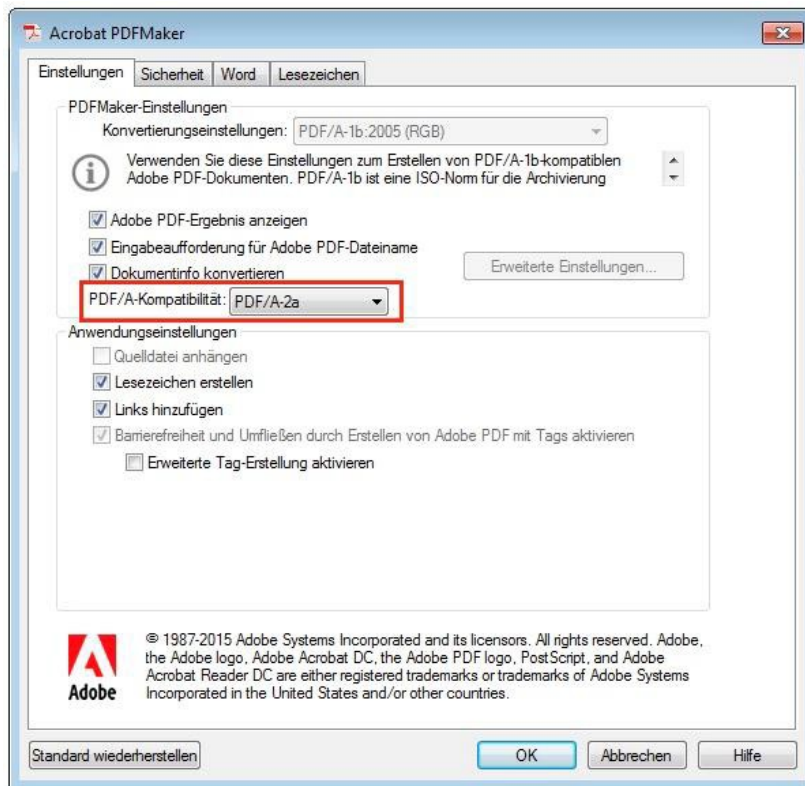 Acrobat PDFMaker
Einstellungen Sicherheit Word Lesezeichen
PDFMaker-Einstellungen
Konvertierungseinstellungen: PDF/A-1b:2005 (RGB)
Verwenden Sie diese Einstellungen zum Erstellen von PDF/A-1b-kompatiblen
Adobe PDF-Dokumenten. PDF/A-1b ist eine ISO-Norm für die Archivierung
Adobe PDF-Ergebnis anzeigen
Eingabeaufforderung für Adobe PDF-Dateiname
Dokumentinfo konvertieren
Erweiterte Einstellungen...
PDF/A-Kompatibilität: PDF/A-2a
Anwendungseinstellungen
Quelldatei anhängen
Lesezeichen erstellen
Links hinzufügen
Barrierefreiheit und Umfließen durch Erstellen von Adobe PDF mit Tags aktivieren
Erweiterte Tag-Erstellung aktivieren
© 1987-2015 Adobe Systems Incorporated and its licensors. All rights reserved. Adobe,
the Adobe logo, Adobe Acrobat DC, the Adobe PDF logo, PostScript, and Adobe
Acrobat Reader DC are either registered trademarks or trademarks of Adobe Systems
Incorporated in the United States and/or other countries.
Adobe
Standard wiederherstellen OK Abbrechen Hilfe